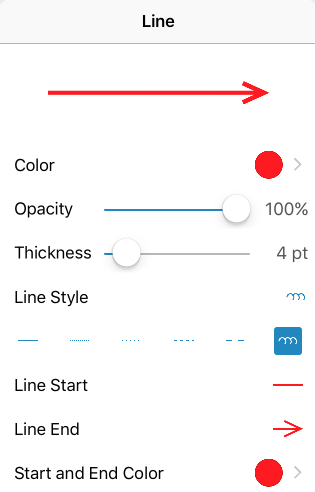 Line
Color
Opacity 100%
Thickness 4 pt
Line Style
Line Start
Line End
Start and End Color